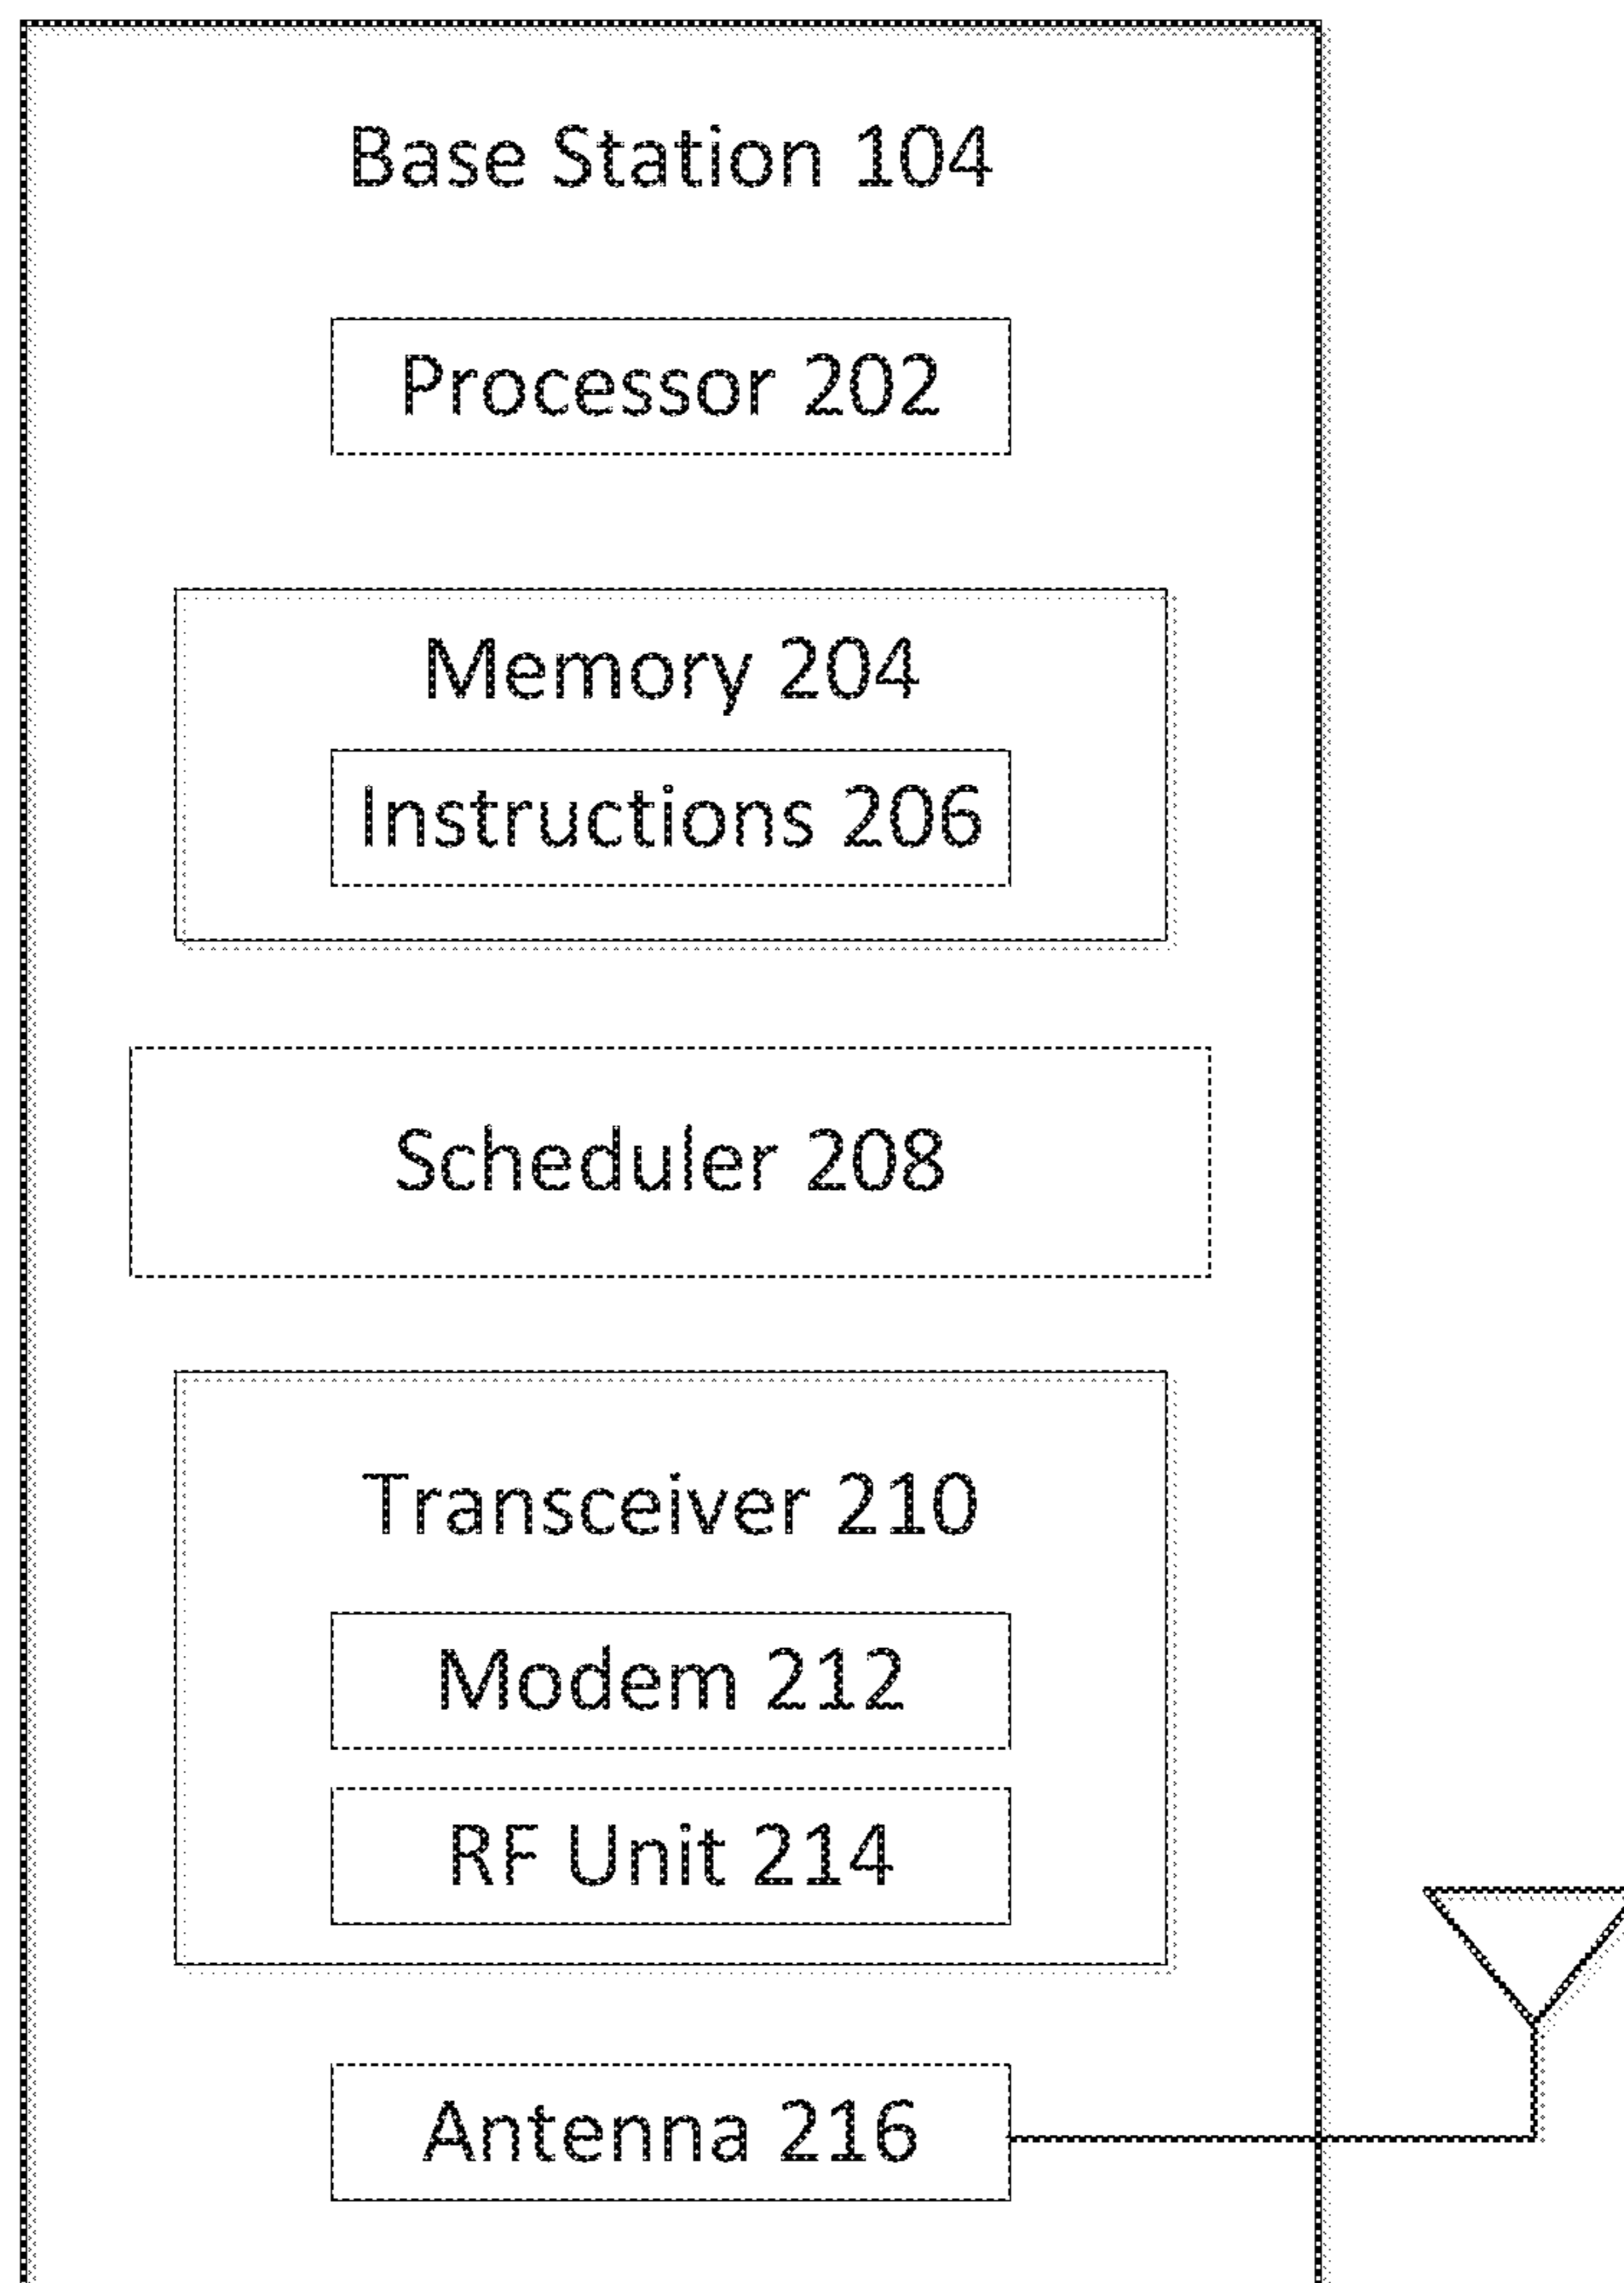 Base Station 104
Processor 202
Memory 204
Instructions 206
Scheduler 208
Transceiver 210
Modem 212
RF Unit 214
Antenna 216